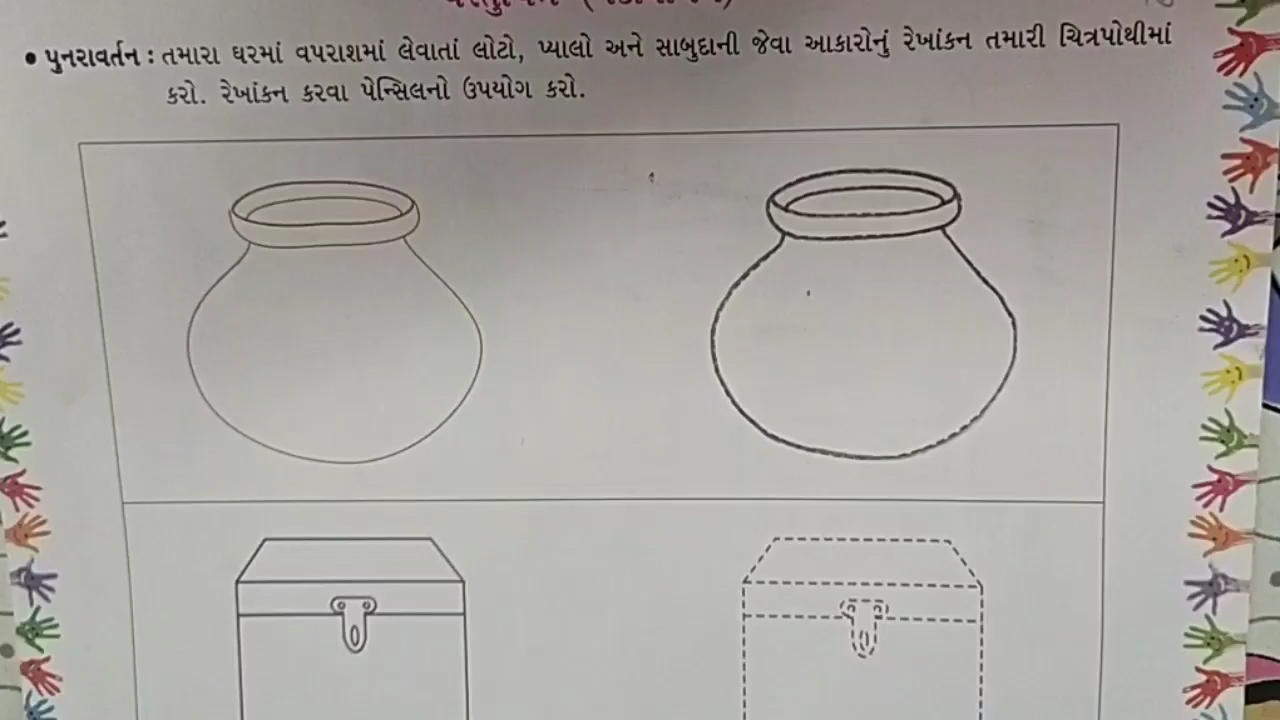 • પુનરાવર્તન : તમારા ઘરમાં વપરાશમાં લેવાતાં લોટો, પ્યાલો અને સાબુદાની જેવા આકારોનું રેખાંકન તમારી ચિત્રપોથીમાં
કરો. રેખાંકન કરવા પેન્સિલનો ઉપયોગ કરો.